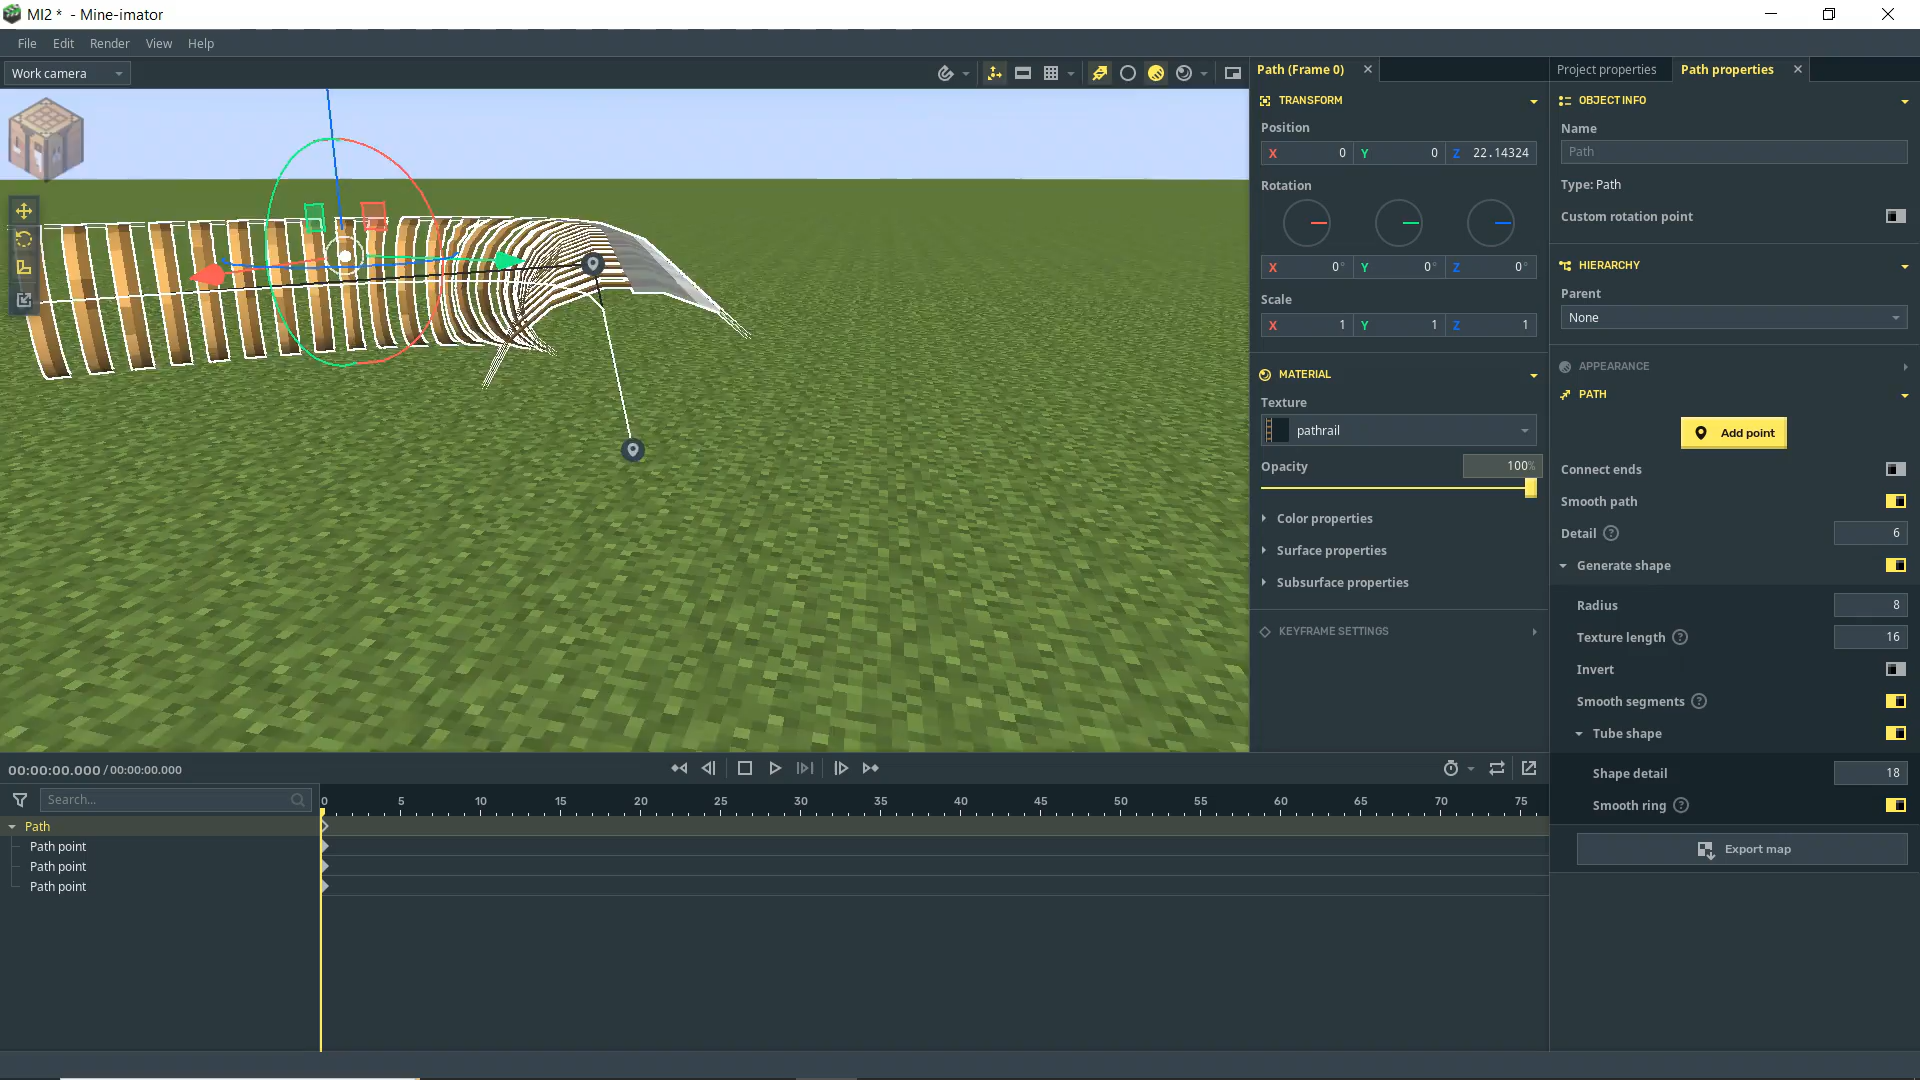 MI2 * - Mine-imator
File Edit Render View Help
Work camera
Path (Frame 0)
TRANSFORM
Position
X 0 Y 0 Z 22.14324
Rotation
X 0° Y 0° Z 0°
Scale
X 1 Y 1 Z 1
MATERIAL
Texture
pathrail
Opacity 100%
Color properties
Surface properties
Subsurface properties
KEYFRAME SETTINGS
Project properties Path properties
OBJECT INFO
Name
Path
Type: Path
Custom rotation point
HIERARCHY
Parent
None
APPEARANCE
PATH
Add point
Connect ends
Smooth path
Detail ? 6
Generate shape
Radius 8
Texture length ? 16
Invert
Smooth segments ?
Tube shape
Shape detail 18
Smooth ring ?
Export map
00:00:00.000 / 00:00:00.000
Search...
0 5 10 15 20 25 30 35 40 45 50 55 60 65 70 75
Path
Path point
Path point
Path point